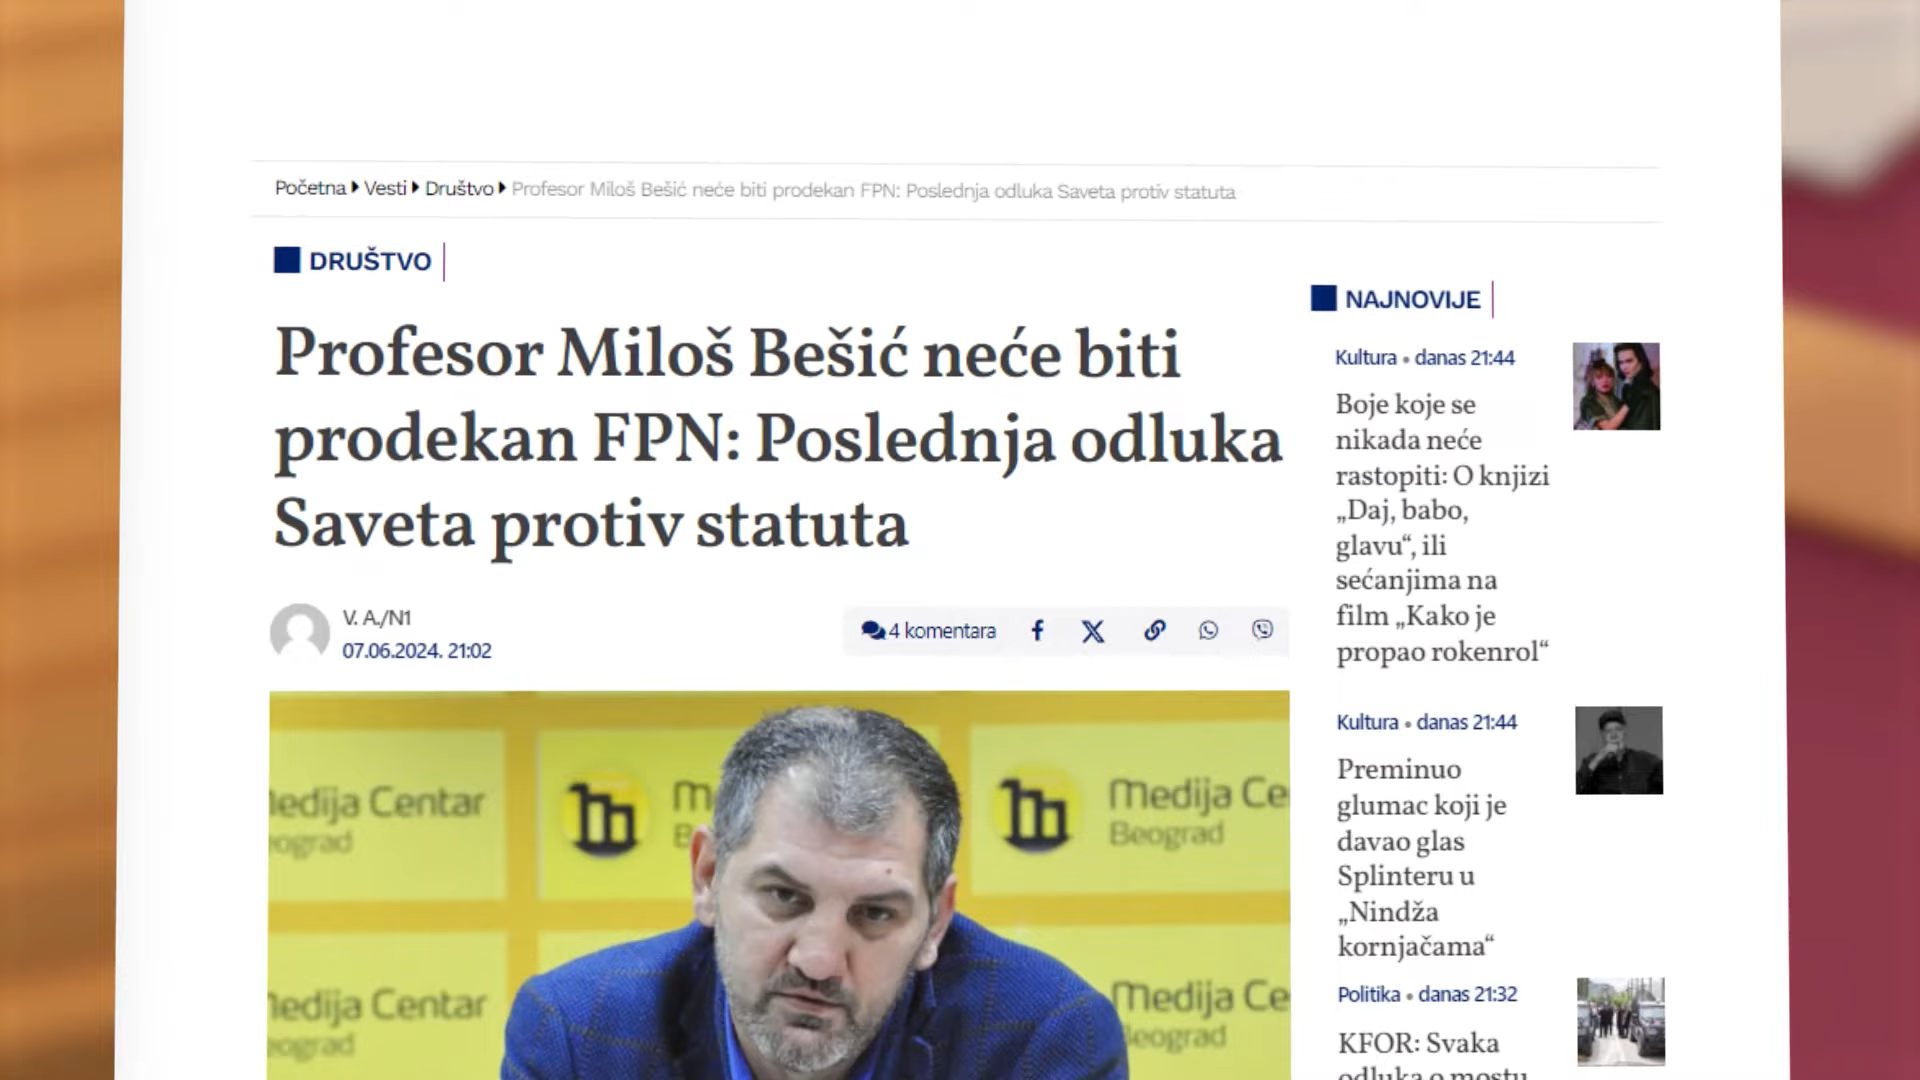 Početna Vesti Društvo Profesor Miloš Bešić neće biti prodekan FPN: Poslednja odluka Saveta protiv statuta
DRUŠTVO
Profesor Miloš Bešić neće biti
prodekan FPN: Poslednja odluka
Saveta protiv statuta
V. A./N1
07.06.2024. 21:02
4 komentara
Medija Centar
Beograd
Medija Ce
Beograd
Medija Centar
Medija Ce
NAJNOVIJE
Kultura • danas 21:44
Boje koje se
nikada neće
rastopiti: O knjizi
„Daj, babo,
glavu“, ili
sećanjima na
film „Kako je
propao rokenrol“
Kultura • danas 21:44
Preminuo
glumac koji je
davao glas
Splinteru u
„Nindža
kornjačama“
Politika • danas 21:32
KFOR: Svaka
odluka o mostu